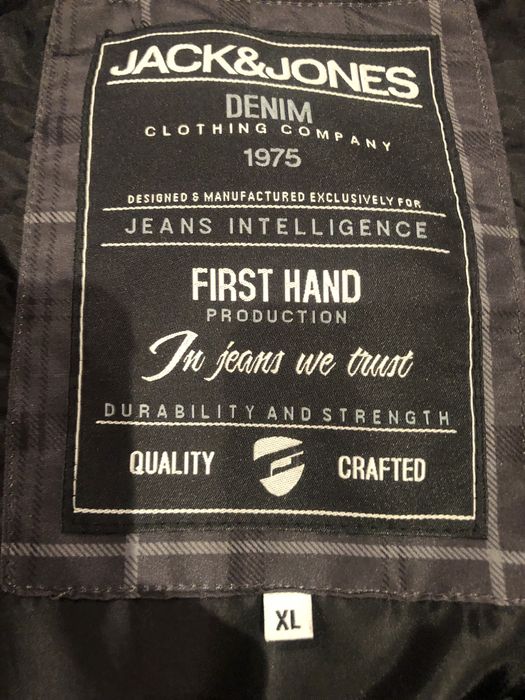 JACK&JONES
DENIM
CLOTHING COMPANY
1975
DESIGNED & MANUFACTURED EXCLUSIVELY FOR
JEANS INTELLIGENCE
FIRST HAND
PRODUCTION
In jeans we trust
DURABILITY AND STRENGTH
QUALITY CRAFTED
XL